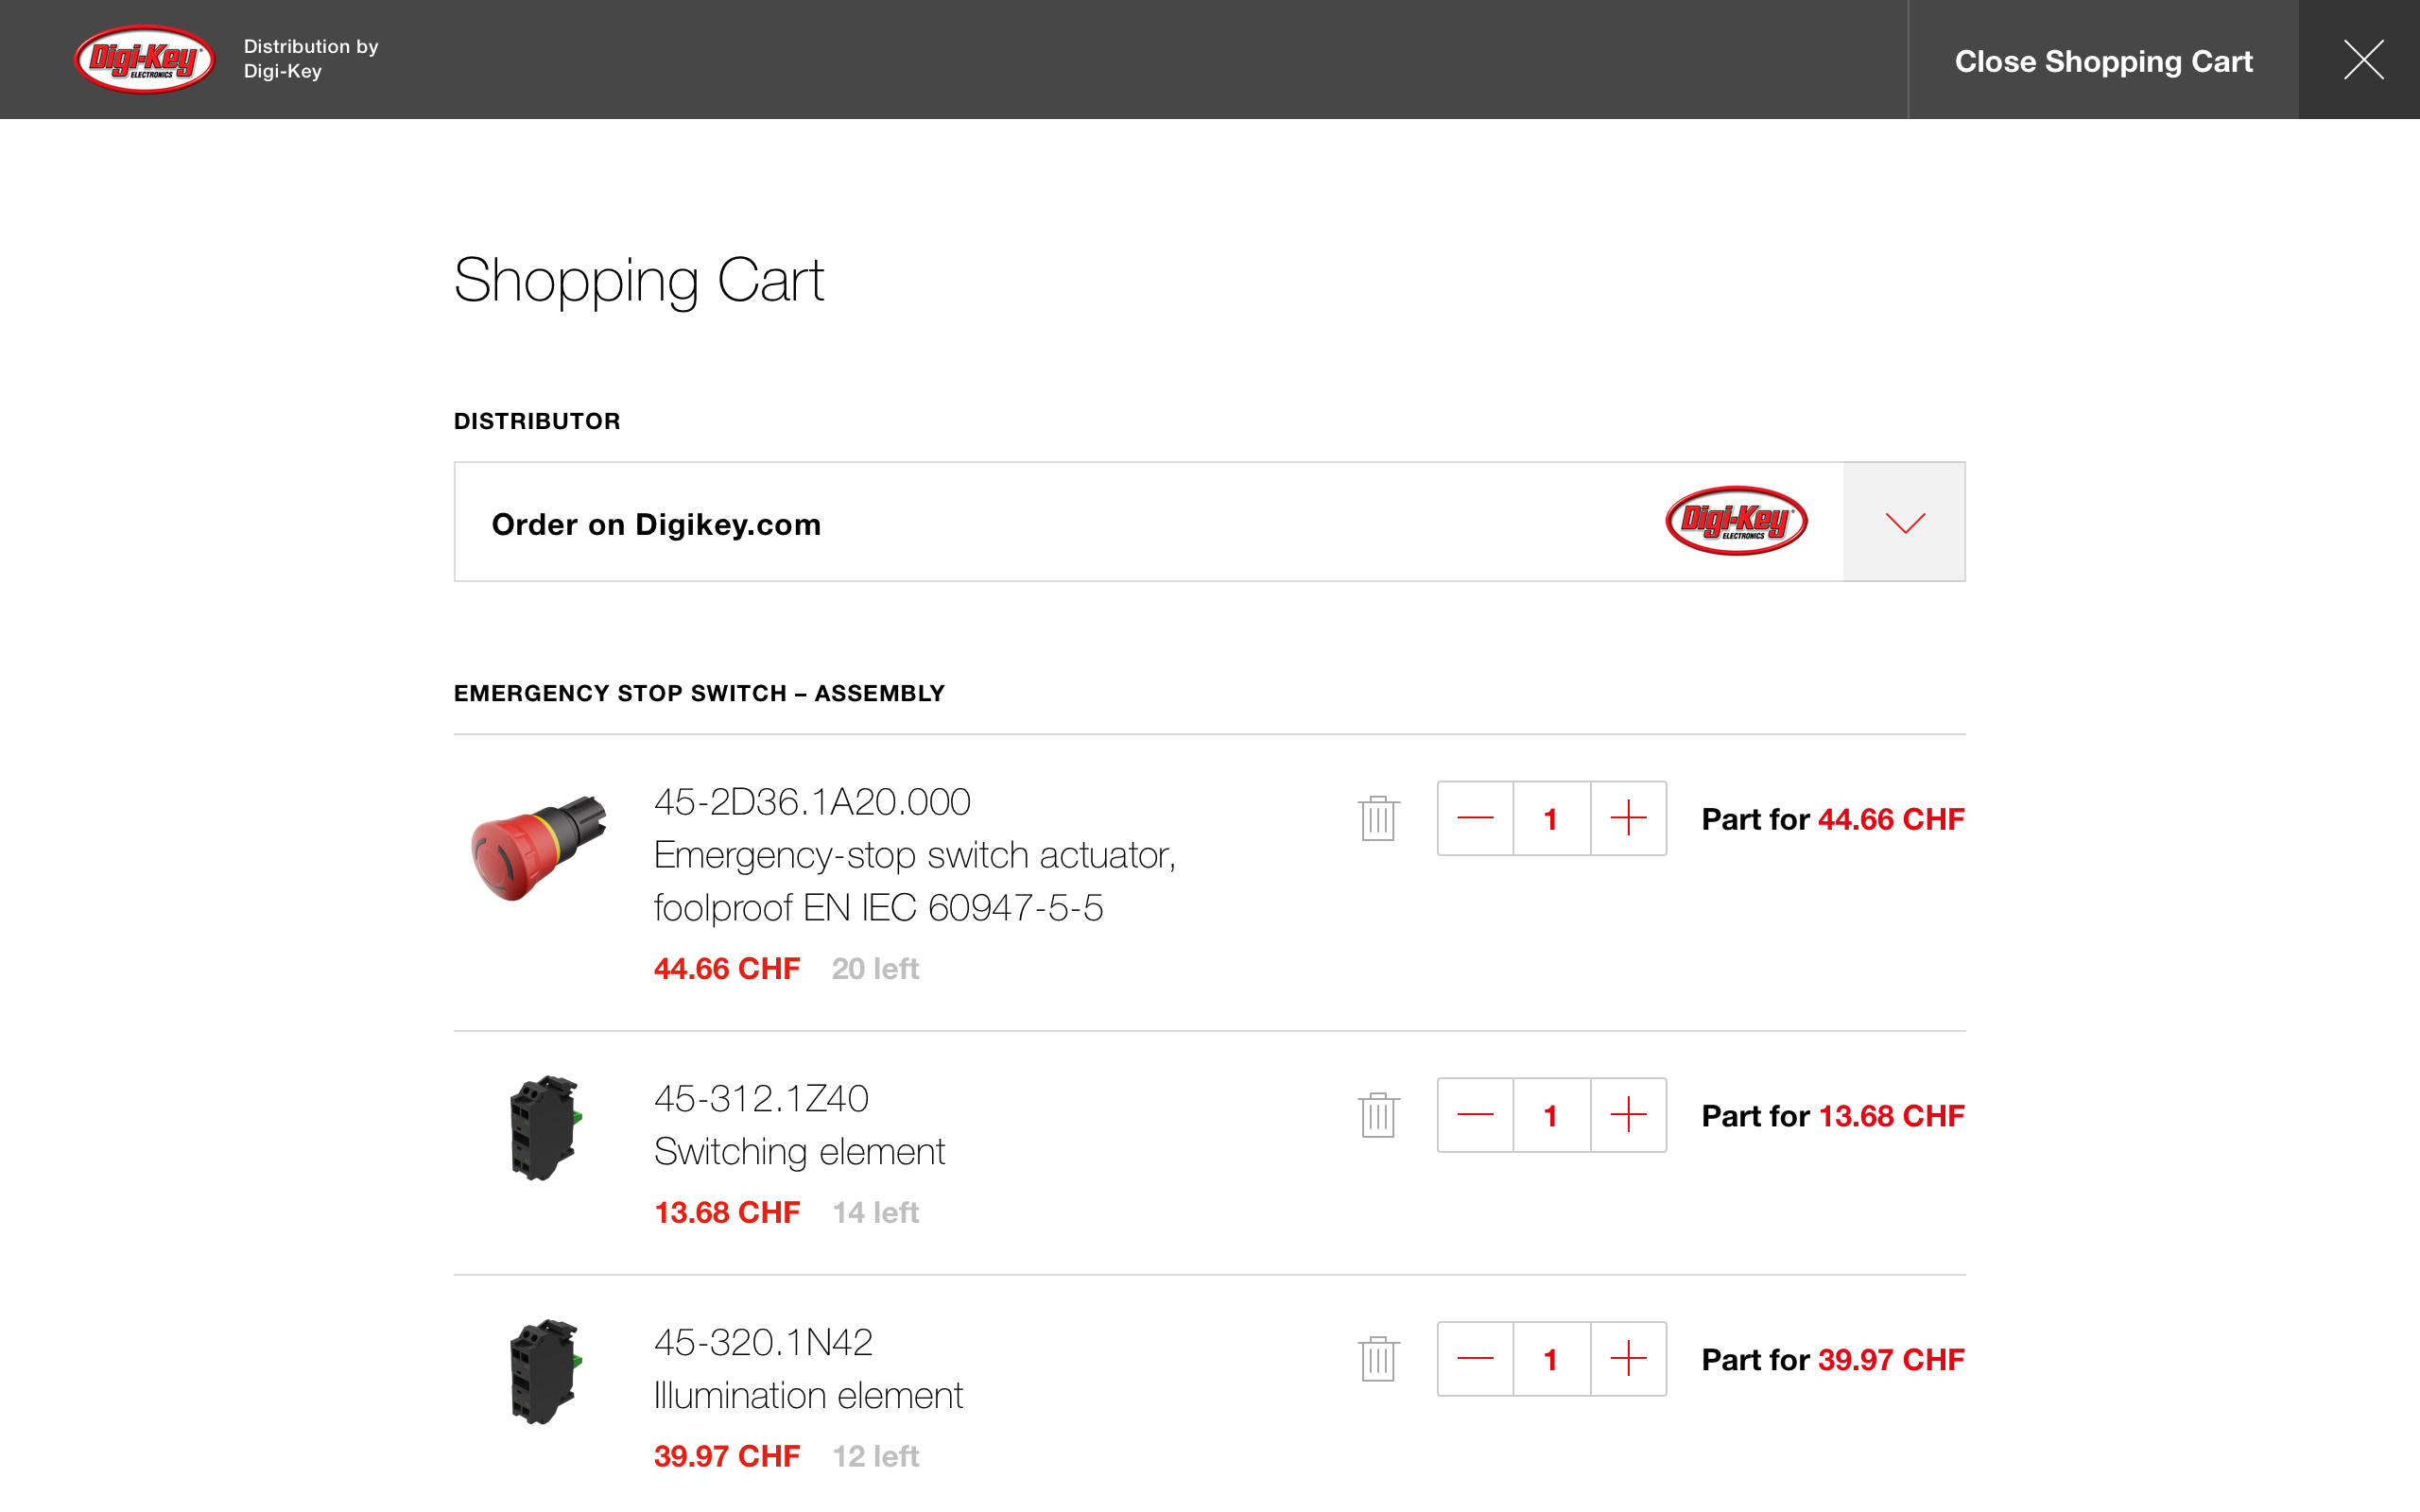 Digi-Key
ELECTRONICS
Distribution by
Digi-Key
Close Shopping Cart
Shopping Cart
DISTRIBUTOR
Order on Digikey.com
Digi-Key
ELECTRONICS
EMERGENCY STOP SWITCH – ASSEMBLY
45-2D36.1A20.000
Emergency-stop switch actuator,
foolproof EN IEC 60947-5-5
44.66 CHF 20 left
1
Part for 44.66 CHF
45-312.1Z40
Switching element
13.68 CHF 14 left
1
Part for 13.68 CHF
45-320.1N42
Illumination element
39.97 CHF 12 left
1
Part for 39.97 CHF